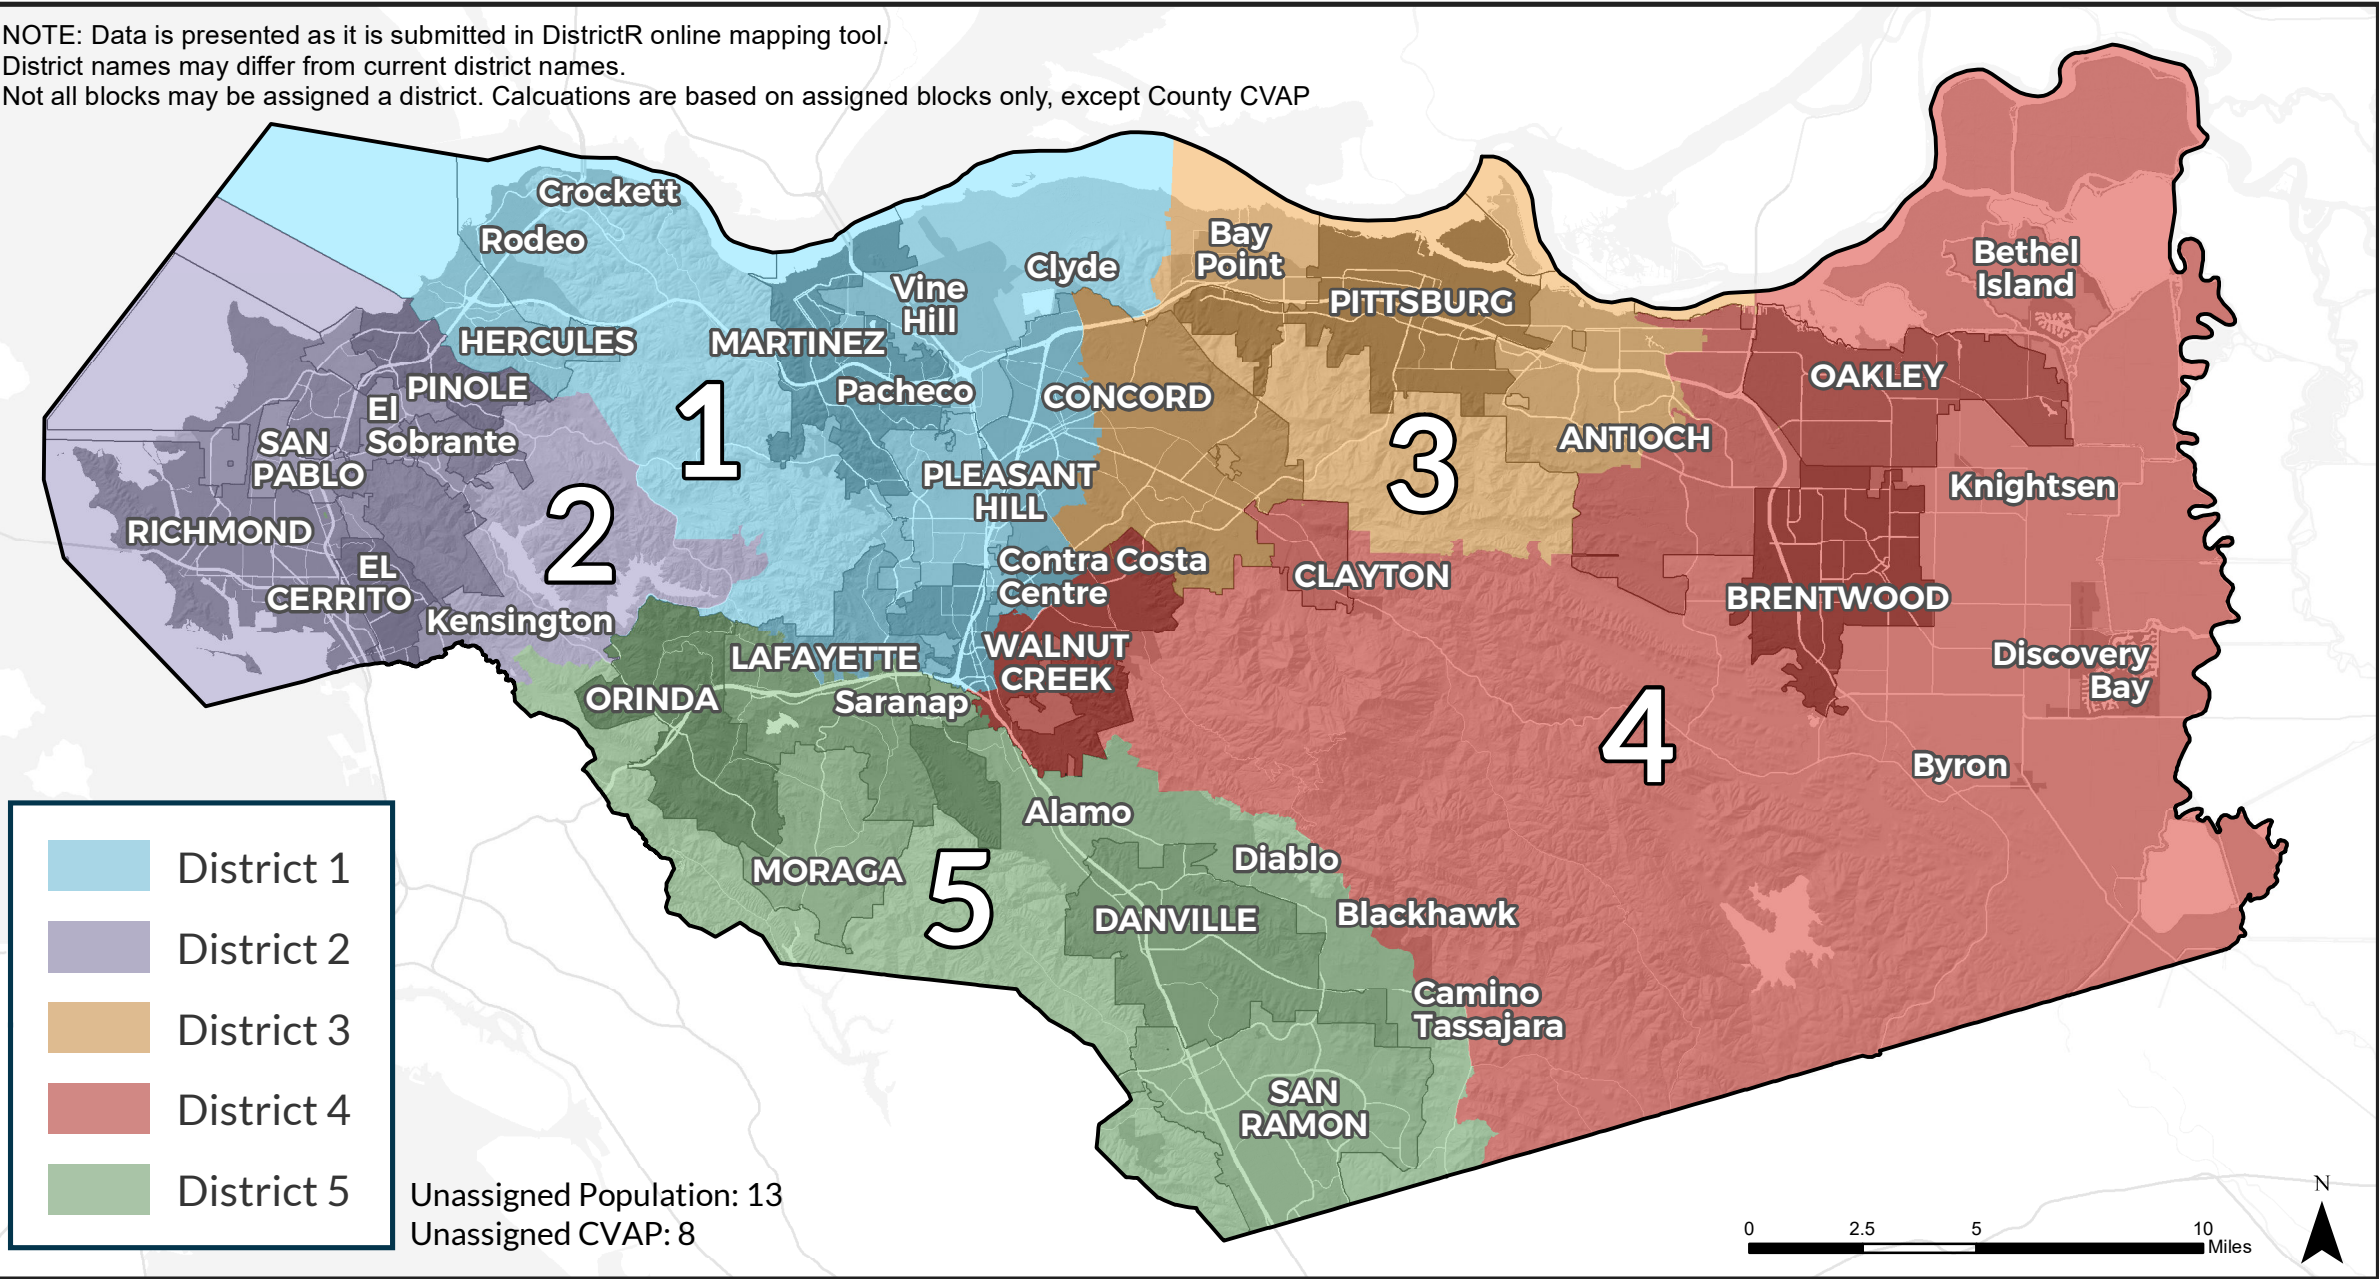 NOTE: Data is presented as it is submitted in DistrictR online mapping tool.
District names may differ from current district names.
Not all blocks may be assigned a district. Calcuations are based on assigned blocks only, except County CVAP
Crockett
Rodeo
Bay
Point
Clyde
Vine
Hill
Bethel
Island
HERCULES
MARTINEZ
PITTSBURG
PINOLE
Pacheco
CONCORD
OAKLEY
El
Sobrante
SAN
PABLO
1
3
ANTIOCH
PLEASANT
HILL
Knightsen
RICHMOND
2
EL
CERRITO
Contra Costa
Centre
CLAYTON
BRENTWOOD
Kensington
LAFAYETTE
WALNUT
CREEK
Discovery
Bay
ORINDA
Saranap
4
Byron
Alamo
MORAGA
5
Diablo
DANVILLE
Blackhawk
Camino
Tassajara
SAN
RAMON
District 1
District 2
District 3
District 4
District 5
Unassigned Population: 13
Unassigned CVAP: 8
N
0 2.5 5 10
Miles